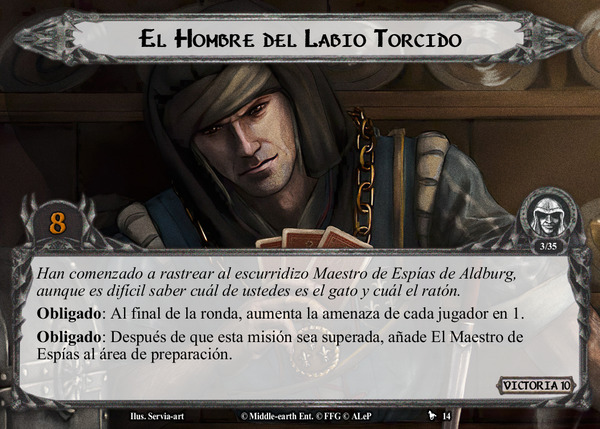 El Hombre del Labio Torcido
8
3/35
Han comenzado a rastrear al escurridizo Maestro de Espías de Aldburg,
aunque es difícil saber cuál de ustedes es el gato y cuál el ratón.
Obligado: Al final de la ronda, aumenta la amenaza de cada jugador en 1.
Obligado: Después de que esta misión sea superada, añade El Maestro de
Espías al área de preparación.
VICTORIA 10
Ilus. Servia-art © Middle-earth Ent. © FFG © ALeP 14